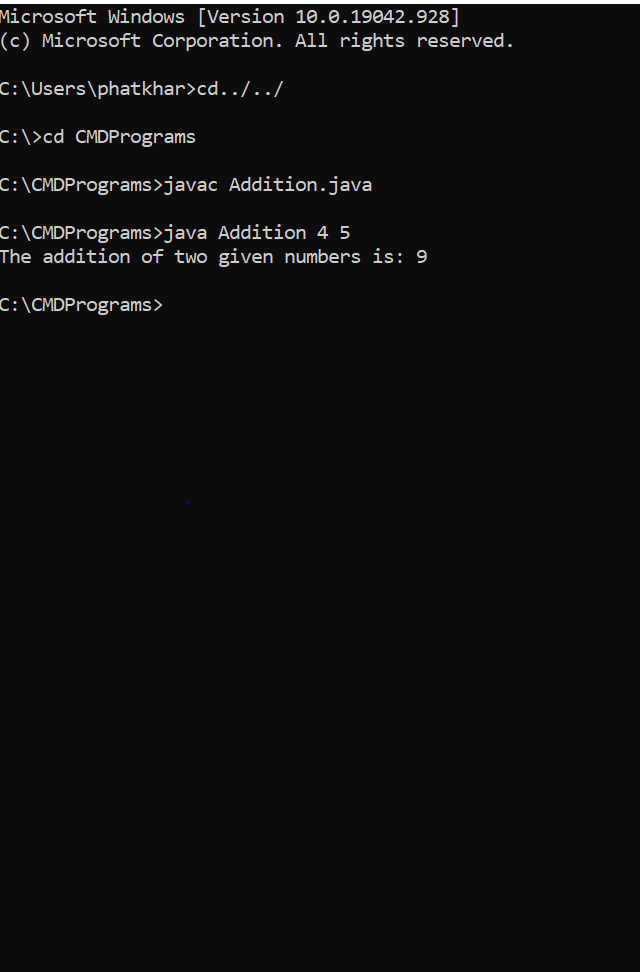 Microsoft Windows [Version 10.0.19042.928]
(c) Microsoft Corporation. All rights reserved.
C:\Users\phatkhar>cd../../
C:\>cd CMDPrograms
C:\CMDPrograms>javac Addition.java
C:\CMDPrograms>java Addition 4 5
The addition of two given numbers is: 9
C:\CMDPrograms>